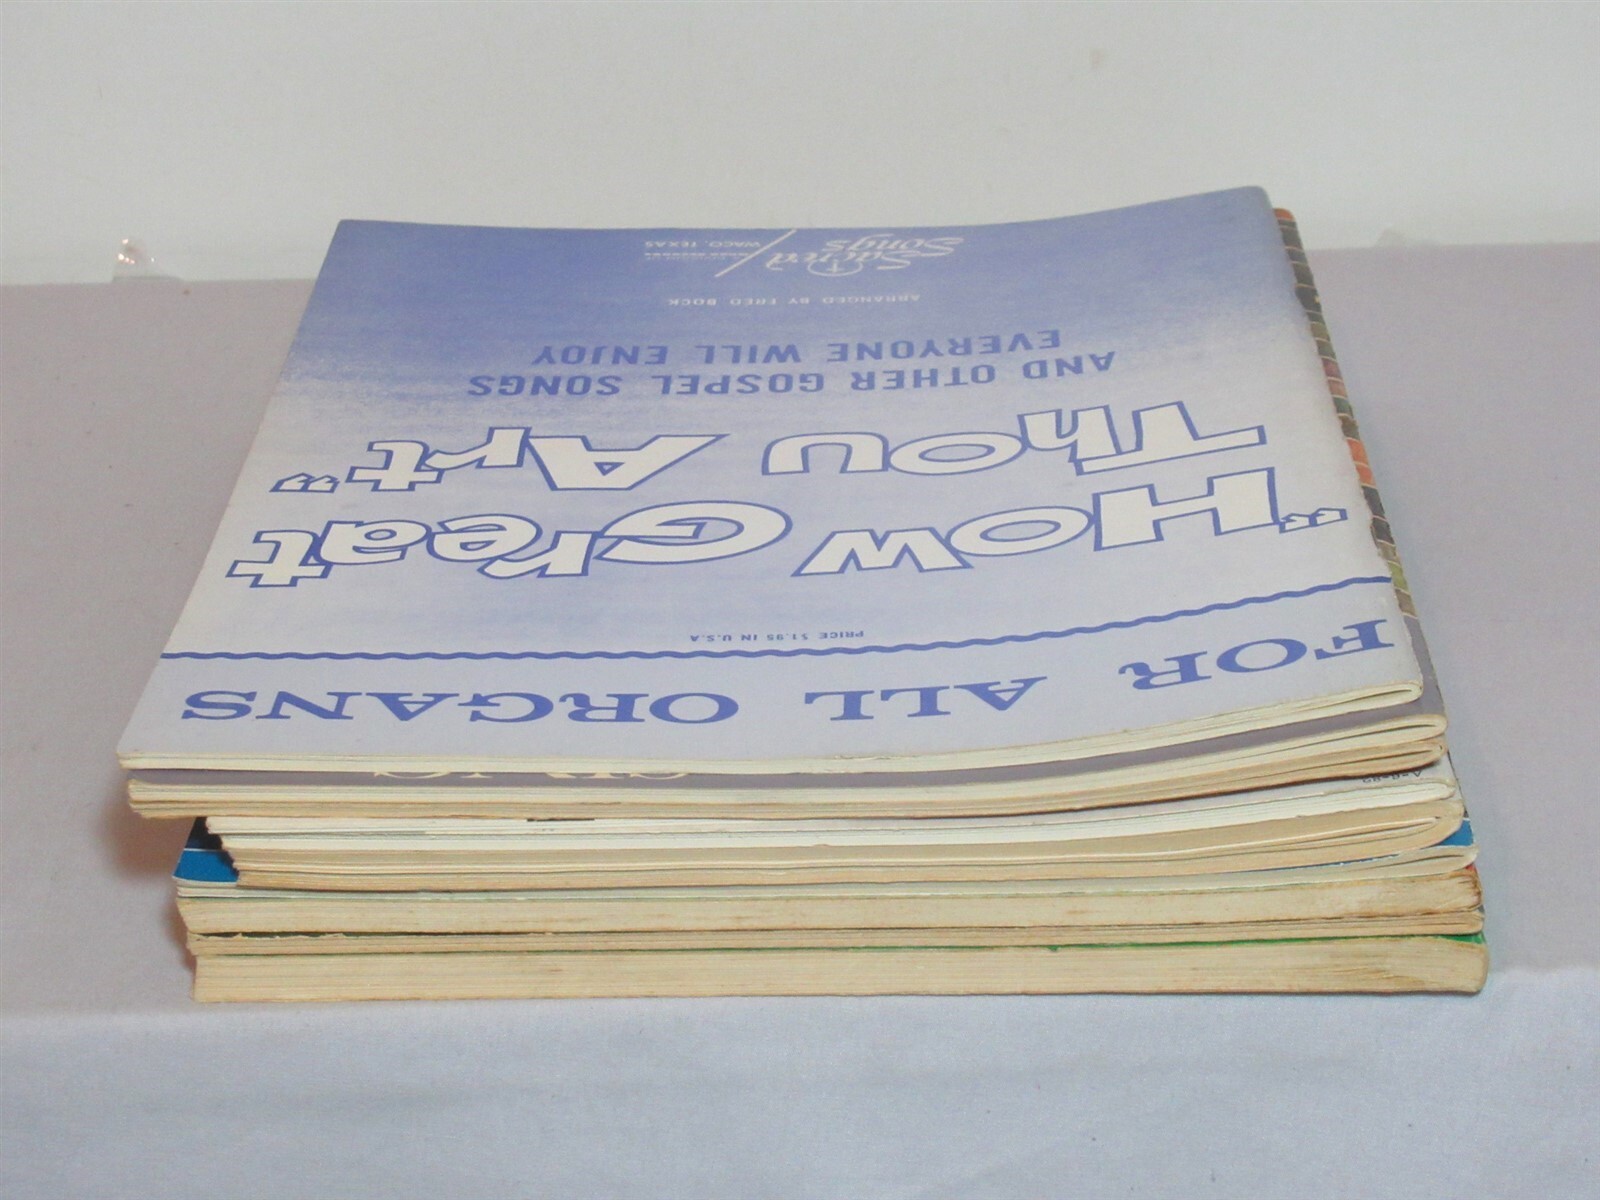 FOR ALL ORGANS
PRICE $1.95 IN U.S.A
"How Great
Thou Art"
AND OTHER GOSPEL SONGS
EVERYONE WILL ENJOY
ARRANGED BY FRED BOCK
Sacred
Songs
WACO, TEXAS